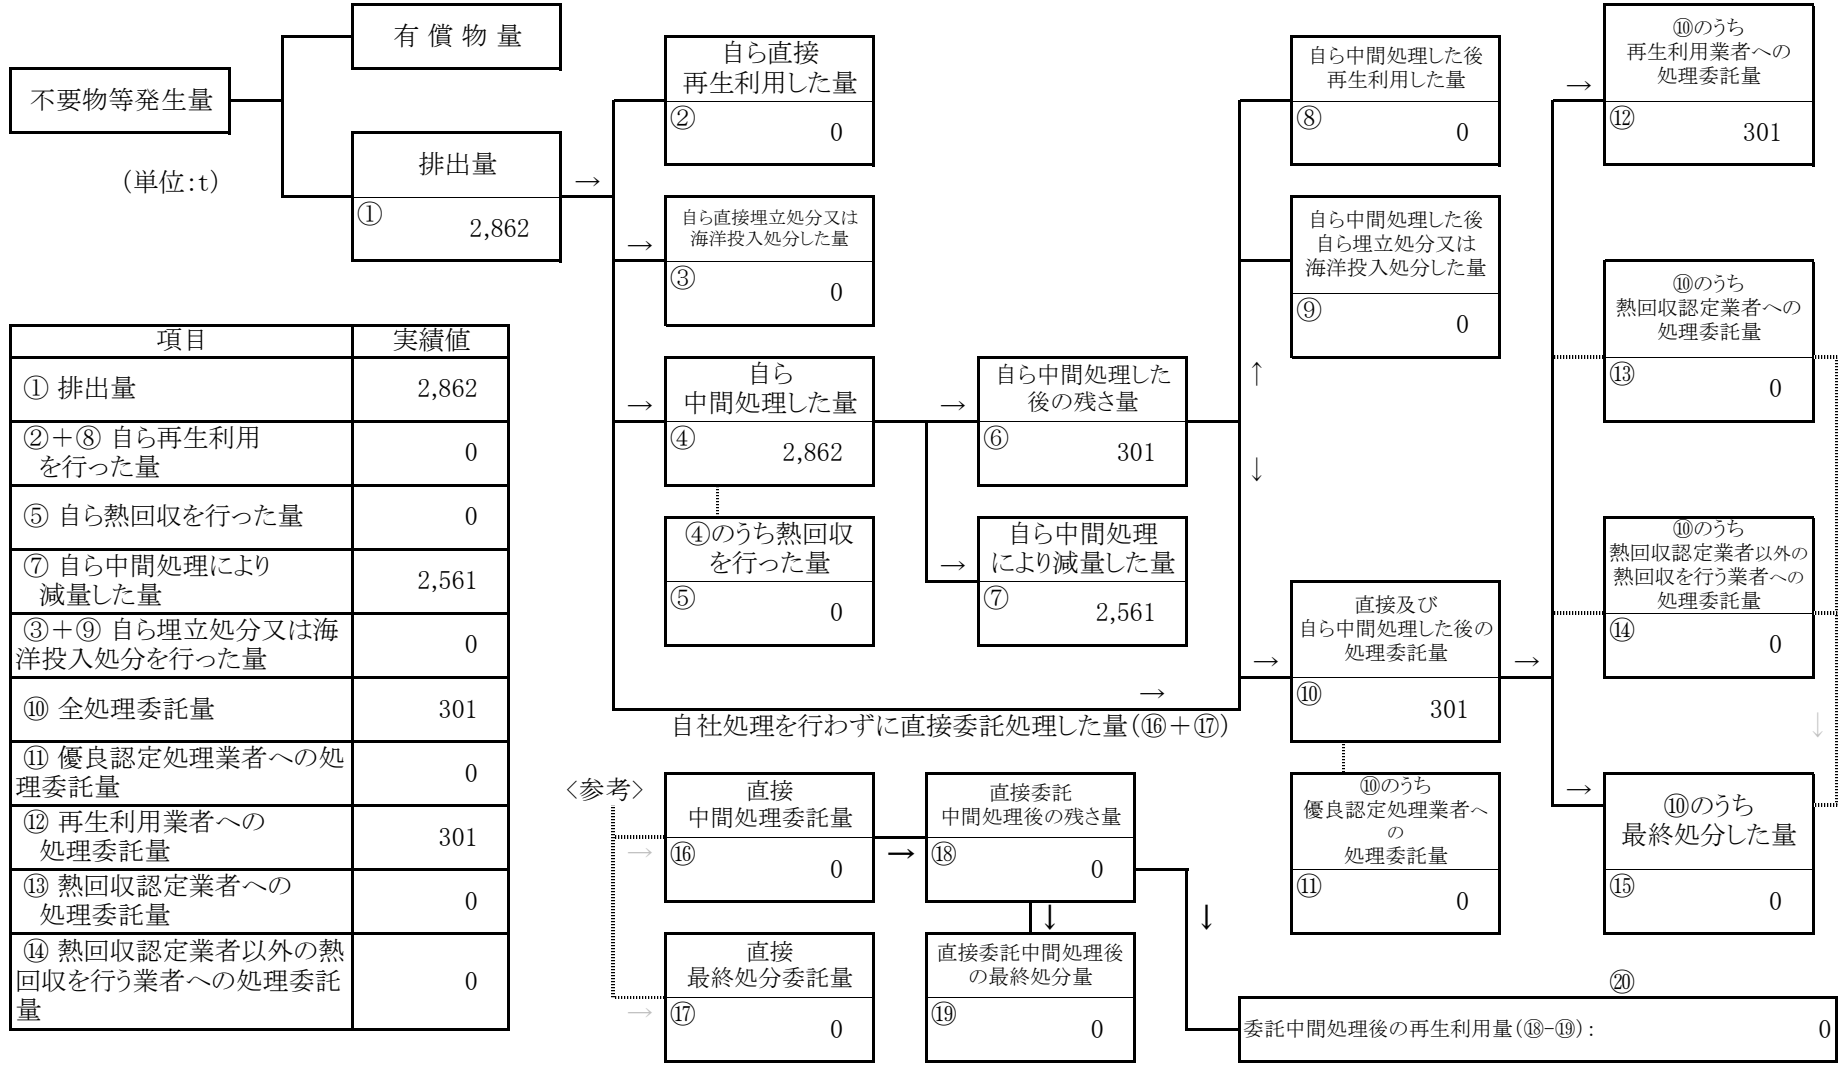 不要物等発生量
有 償 物 量
(単位:t)
排出量
①
2,862
→
自ら直接
再生利用した量
②
0
→
自ら直接埋立処分又は
海洋投入処分した量
③
0
→
自ら
中間処理した量
④
2,862
④のうち熱回収
を行った量
⑤
0
→
自ら中間処理した
後の残さ量
⑥
301
→
自ら中間処理
により減量した量
⑦
2,561
↑
↓
自ら中間処理した後
再生利用した量
⑧
0
自ら中間処理した後
自ら埋立処分又は
海洋投入処分した量
⑨
0
→
自社処理を行わずに直接委託処理した量(⑯+⑰)
→
直接及び
自ら中間処理した後の
処理委託量
⑩
301
⑩のうち
優良認定処理業者へ
の
処理委託量
⑪
0
→
→
⑩のうち
再生利用業者への
処理委託量
⑫
301
⑩のうち
熱回収認定業者への
処理委託量
⑬
0
⑩のうち
熱回収認定業者以外の
熱回収を行う業者への
処理委託量
⑭
0
↓
→
⑩のうち
最終処分した量
⑮
0
項目 実績値
① 排出量 2,862
②+⑧ 自ら再生利用
を行った量 0
⑤ 自ら熱回収を行った量 0
⑦ 自ら中間処理により
減量した量 2,561
③+⑨ 自ら埋立処分又は海
洋投入処分を行った量 0
⑩ 全処理委託量 301
⑪ 優良認定処理業者への処
理委託量 0
⑫ 再生利用業者への
処理委託量 301
⑬ 熱回収認定業者への
処理委託量 0
⑭ 熱回収認定業者以外の熱
回収を行う業者への処理委託
量 0
<参考>
→
直接
中間処理委託量
⑯
0
→
直接委託
中間処理後の残さ量
⑱
0
→
直接
最終処分委託量
⑰
0
↓
直接委託中間処理後
の最終処分量
⑲
0
↓
⑳
委託中間処理後の再生利用量(⑱-⑲): 0